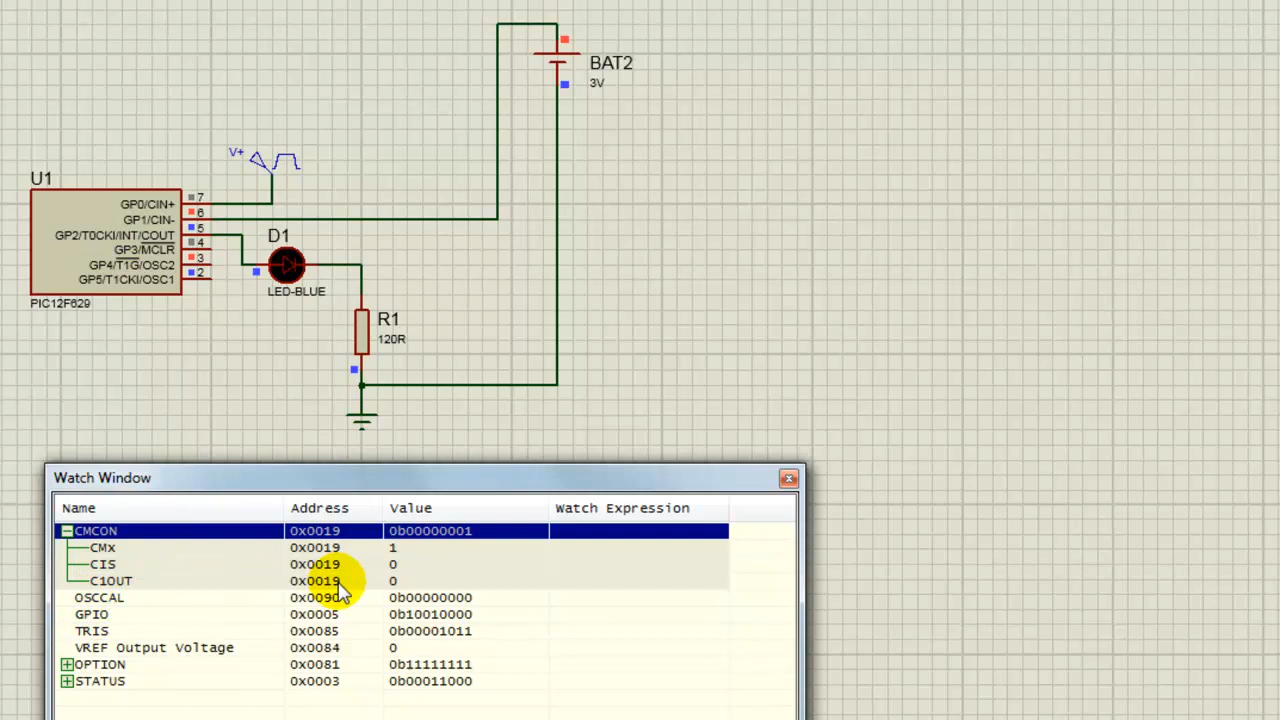 BAT2
3V
V+
U1
GP0/CIN+
7
GP1/CIN-
6
GP2/T0CKI/INT/COUT
5
GP3/MCLR
4
GP4/T1G/OSC2
3
GP5/T1CKI/OSC1
2
PIC12F629
D1
LED-BLUE
R1
120R
Watch Window
Name Address Value Watch Expression
CMCON 0x0019 0b00000001
CMx 0x0019 1
CIS 0x0019 0
C1OUT 0x0019 0
OSCCAL 0x0090 0b00000000
GPIO 0x0005 0b10010000
TRIS 0x0085 0b00001011
VREF Output Voltage 0x0084 0
OPTION 0x0081 0b11111111
STATUS 0x0003 0b00011000